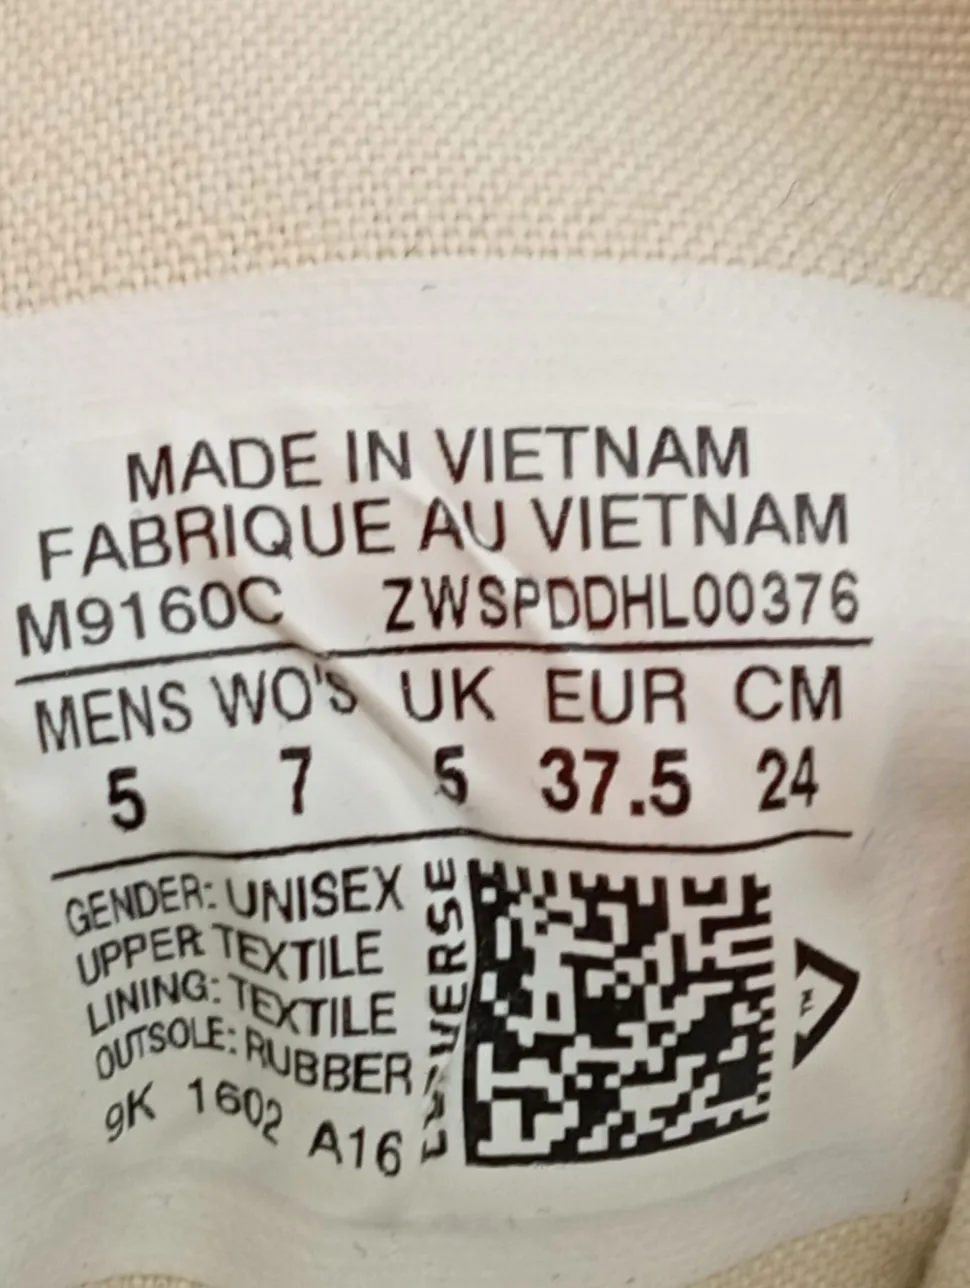 MADE IN VIETNAM
FABRIQUE AU VIETNAM
M9160C ZWSPDDHL00376
MENS WO'S UK EUR CM
5 7 5 37.5 24
GENDER: UNISEX
UPPER: TEXTILE
LINING: TEXTILE
OUTSOLE: RUBBER
9K 1602 A16
CONVERSE